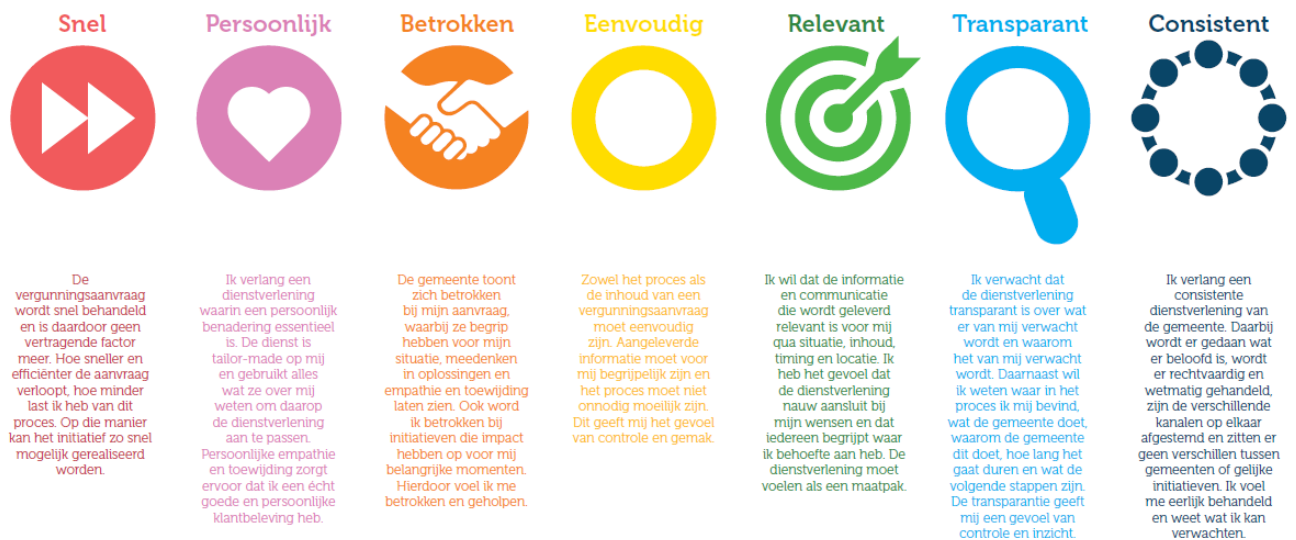 Snel
De
vergunningsaanvraag
wordt snel behandeld
en is daardoor geen
vertragende factor
meer. Hoe sneller en
efficiënter de aanvraag
verloopt, hoe minder
last ik heb van dit
proces. Op die manier
kan het initiatief zo snel
mogelijk gerealiseerd
worden.
Persoonlijk
Ik verlang een
dienstverlening
waarin een persoonlijk
benadering essentieel
is. De dienst is
tailor-made op mij
en gebruikt alles
wat ze over mij
weten om daarop
de dienstverlening
aan te passen.
Persoonlijke empathie
en toewijding zorgt
ervoor dat ik een écht
goede en persoonlijke
klantbeleving heb.
Betrokken
De gemeente toont
zich betrokken
bij mijn aanvraag,
waarbij ze begrip
hebben voor mijn
situatie, meedenken
in oplossingen en
empathie en toewijding
laten zien. Ook word
ik betrokken bij
initiatieven die impact
hebben op voor mij
belangrijke momenten.
Hierdoor voel ik me
betrokken en geholpen.
Eenvoudig
Zowel het proces als
de inhoud van een
vergunningsaanvraag
moet eenvoudig
zijn. Aangeleverde
informatie moet voor
mij begrijpelijk zijn en
het proces moet niet
onnodig moeilijk zijn.
Dit geeft mij het gevoel
van controle en gemak.
Relevant
Ik wil dat de informatie
en communicatie
die wordt geleverd
relevant is voor mij
qua situatie, inhoud,
timing en locatie. Ik
heb het gevoel dat
de dienstverlening
nauw aansluit bij
mijn wensen en dat
iedereen begrijpt waar
ik behoefte aan heb. De
dienstverlening moet
voelen als een maatpak.
Transparant
Ik verwacht dat
de dienstverlening
transparant is over wat
er van mij verwacht
wordt en waarom
het van mij verwacht
wordt. Daarnaast wil
ik weten waar in het
proces ik mij bevind,
wat de gemeente doet,
waarom de gemeente
dit doet, hoe lang het
gaat duren en wat de
volgende stappen zijn.
De transparantie geeft
mij een gevoel van
controle en inzicht.
Consistent
Ik verlang een
consistente
dienstverlening van
de gemeente. Daarbij
wordt er gedaan wat
er beloofd is, wordt
er rechtvaardig en
wetmatig gehandeld,
zijn de verschillende
kanalen op elkaar
afgestemd en zitten er
geen verschillen tussen
gemeenten of gelijke
initiatieven. Ik voel
me eerlijk behandeld
en weet wat ik kan
verwachten.